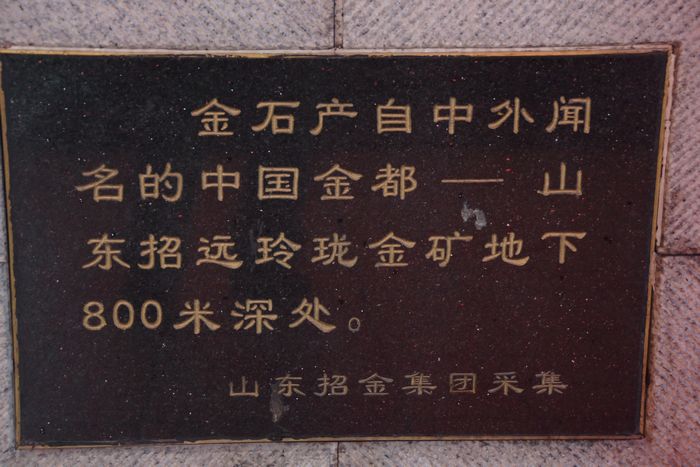 金石产自中外闻
名的中国金都——山
东招远玲珑金矿地下
800米深处。
山东招金集团采集